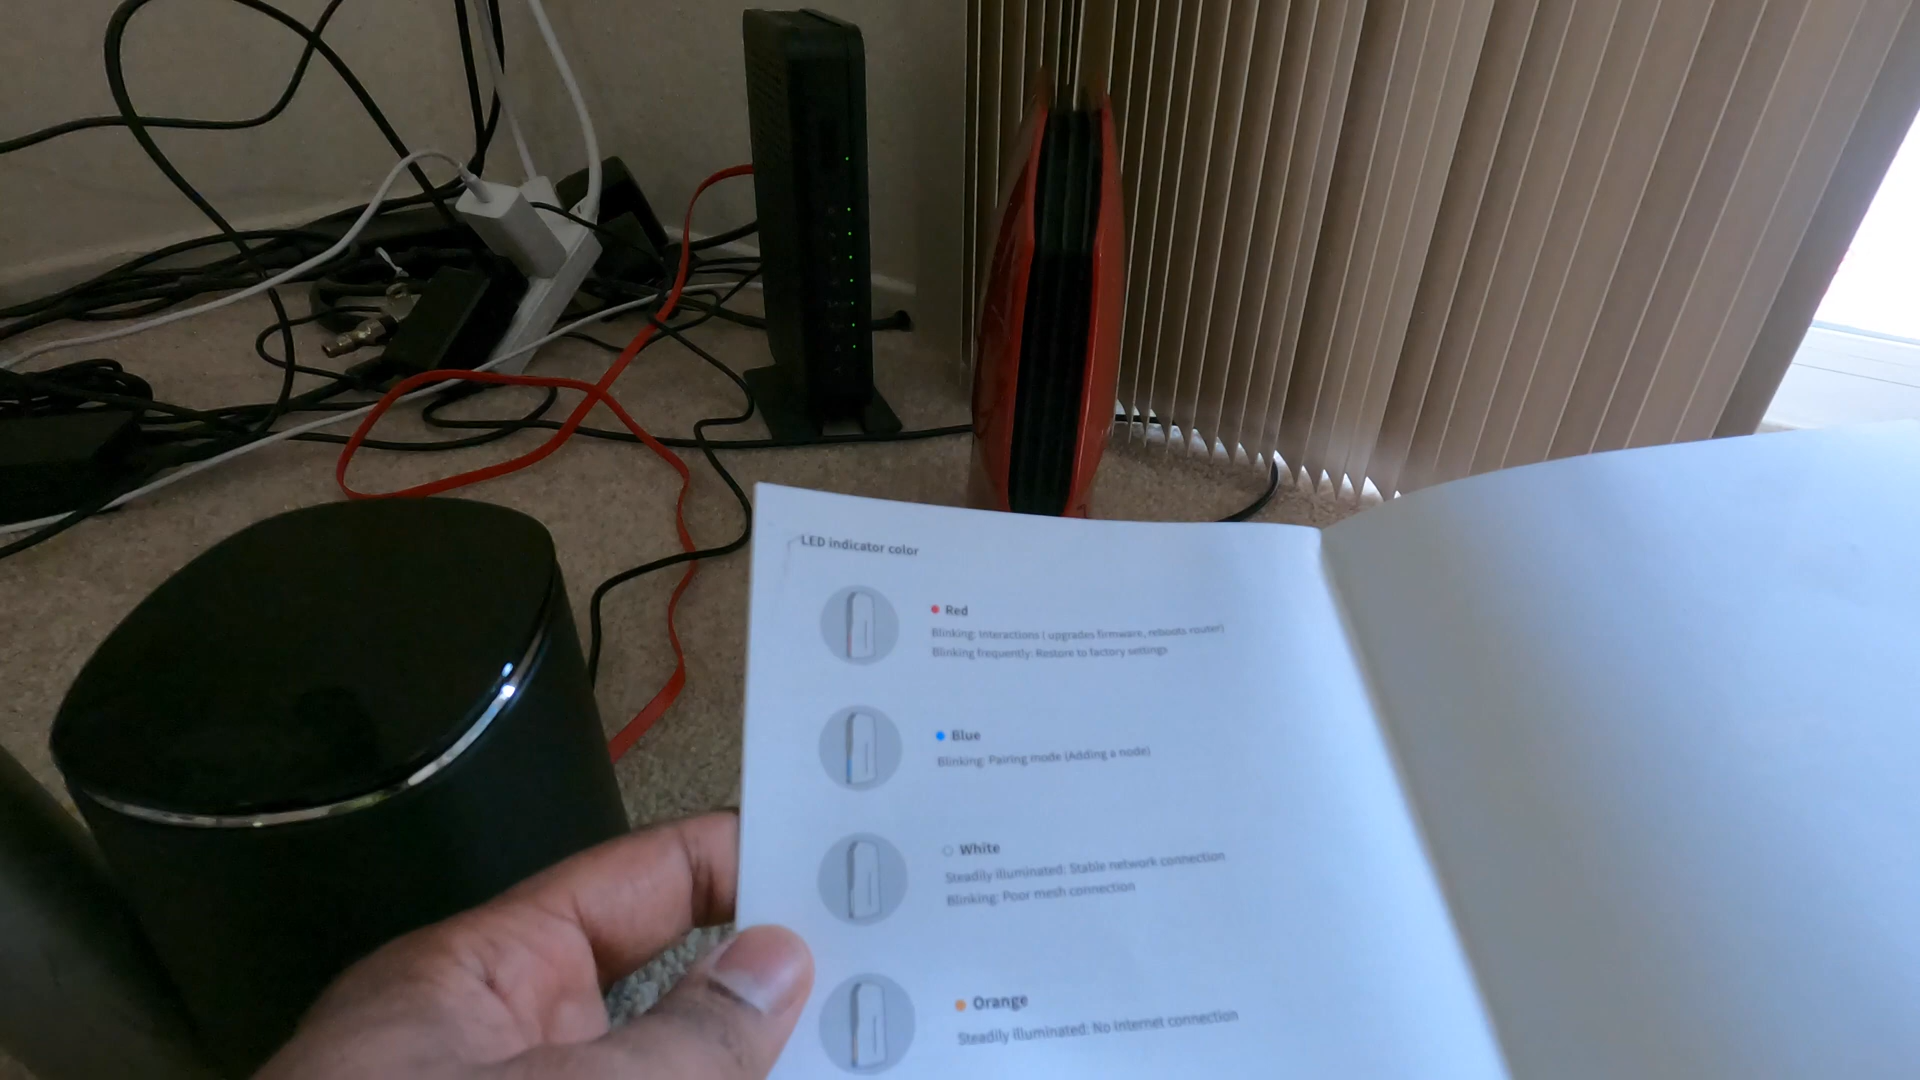 LED indicator color
Red
Blinking: Interactions ( upgrades firmware, reboots router)
Blinking frequently: Restore to factory settings
Blue
Blinking: Pairing mode (Adding a node)
White
Steadily illuminated: Stable network connection
Blinking: Poor mesh connection
Orange
Steadily illuminated: No internet connection